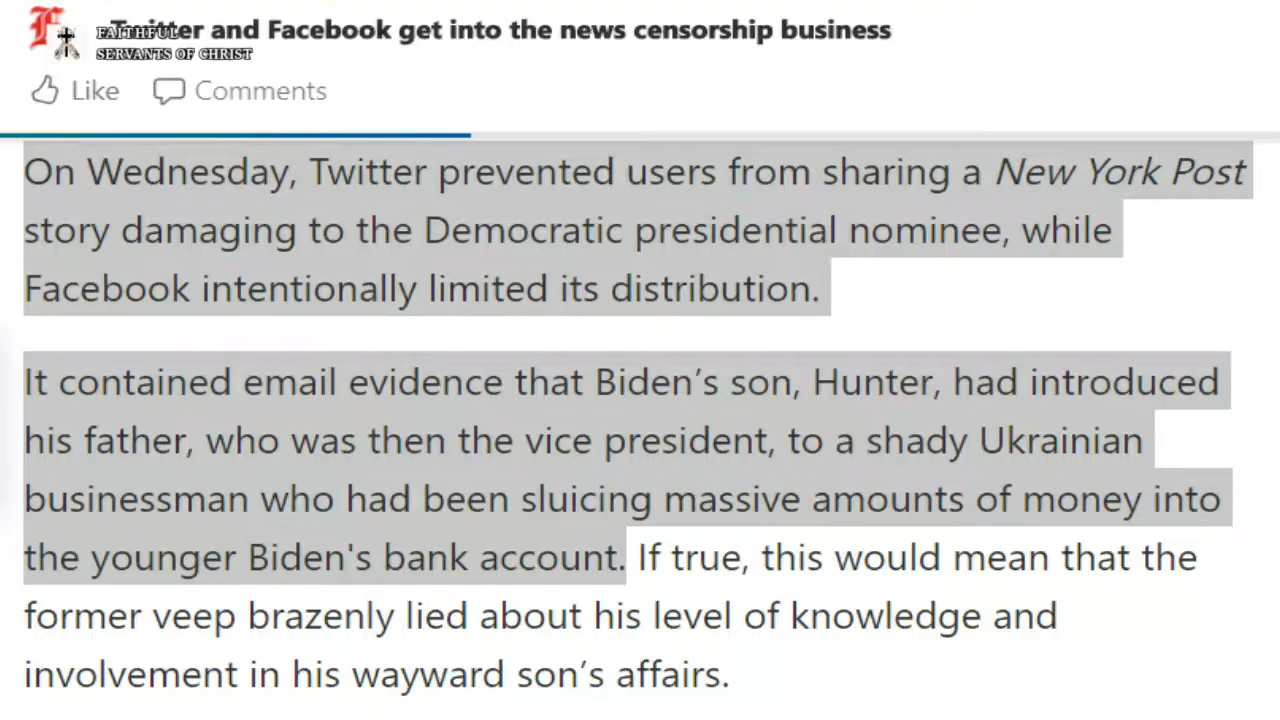 FAITHFUL
SERVANTS OF CHRIST
Twitter and Facebook get into the news censorship business
Like Comments
On Wednesday, Twitter prevented users from sharing a New York Post
story damaging to the Democratic presidential nominee, while
Facebook intentionally limited its distribution.
It contained email evidence that Biden’s son, Hunter, had introduced
his father, who was then the vice president, to a shady Ukrainian
businessman who had been sluicing massive amounts of money into
the younger Biden's bank account. If true, this would mean that the
former veep brazenly lied about his level of knowledge and
involvement in his wayward son’s affairs.